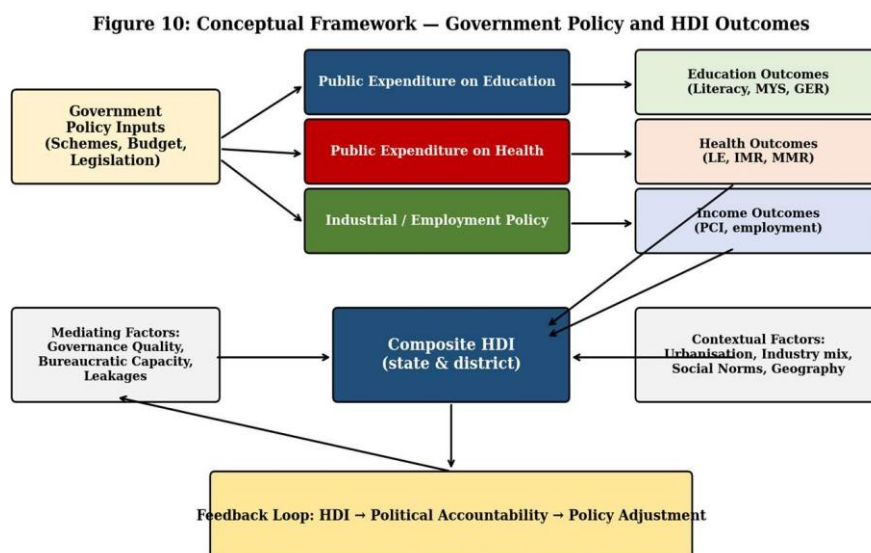 Figure 10: Conceptual Framework — Government Policy and HDI Outcomes
Government
Policy Inputs
(Schemes, Budget,
Legislation)
Public Expenditure on Education
Education Outcomes
(Literacy, MYS, GER)
Public Expenditure on Health
Health Outcomes
(LE, IMR, MMR)
Industrial / Employment Policy
Income Outcomes
(PCI, employment)
Mediating Factors:
Governance Quality,
Bureaucratic Capacity,
Leakages
Composite HDI
(state & district)
Contextual Factors:
Urbanisation, Industry mix,
Social Norms, Geography
Feedback Loop: HDI → Political Accountability → Policy Adjustment